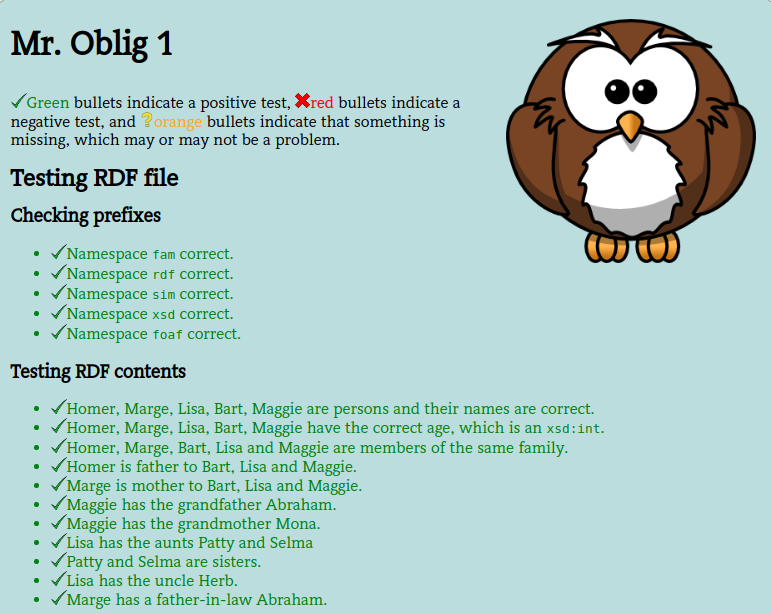 Mr. Oblig 1
✓Green bullets indicate a positive test, ✖red bullets indicate a
negative test, and ?orange bullets indicate that something is
missing, which may or may not be a problem.
Testing RDF file
Checking prefixes
• ✓Namespace fam correct.
• ✓Namespace rdf correct.
• ✓Namespace sim correct.
• ✓Namespace xsd correct.
• ✓Namespace foaf correct.
Testing RDF contents
• ✓Homer, Marge, Lisa, Bart, Maggie are persons and their names are correct.
• ✓Homer, Marge, Lisa, Bart, Maggie have the correct age, which is an xsd:int.
• ✓Homer, Marge, Bart, Lisa and Maggie are members of the same family.
• ✓Homer is father to Bart, Lisa and Maggie.
• ✓Marge is mother to Bart, Lisa and Maggie.
• ✓Maggie has the grandfather Abraham.
• ✓Maggie has the grandmother Mona.
• ✓Lisa has the aunts Patty and Selma
• ✓Patty and Selma are sisters.
• ✓Lisa has the uncle Herb.
• ✓Marge has a father-in-law Abraham.